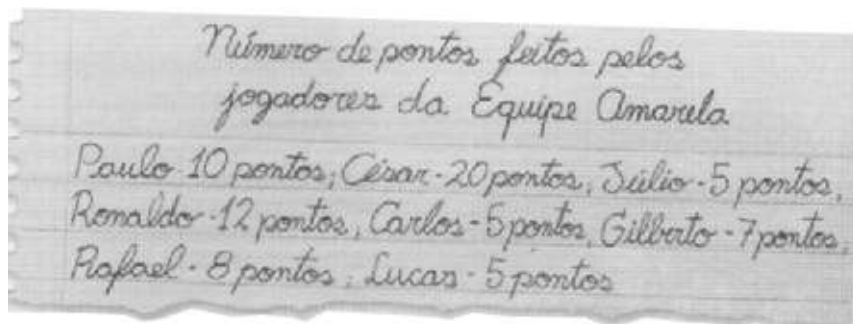 Número de pontos feitos pelos
jogadores da Equipe Amarela
Paulo 10 pontos; César - 20 pontos; Júlio - 5 pontos,
Ronaldo - 12 pontos, Carlos - 5 pontos, Gilberto - 7 pontos,
Rafael - 8 pontos; Lucas - 5 pontos